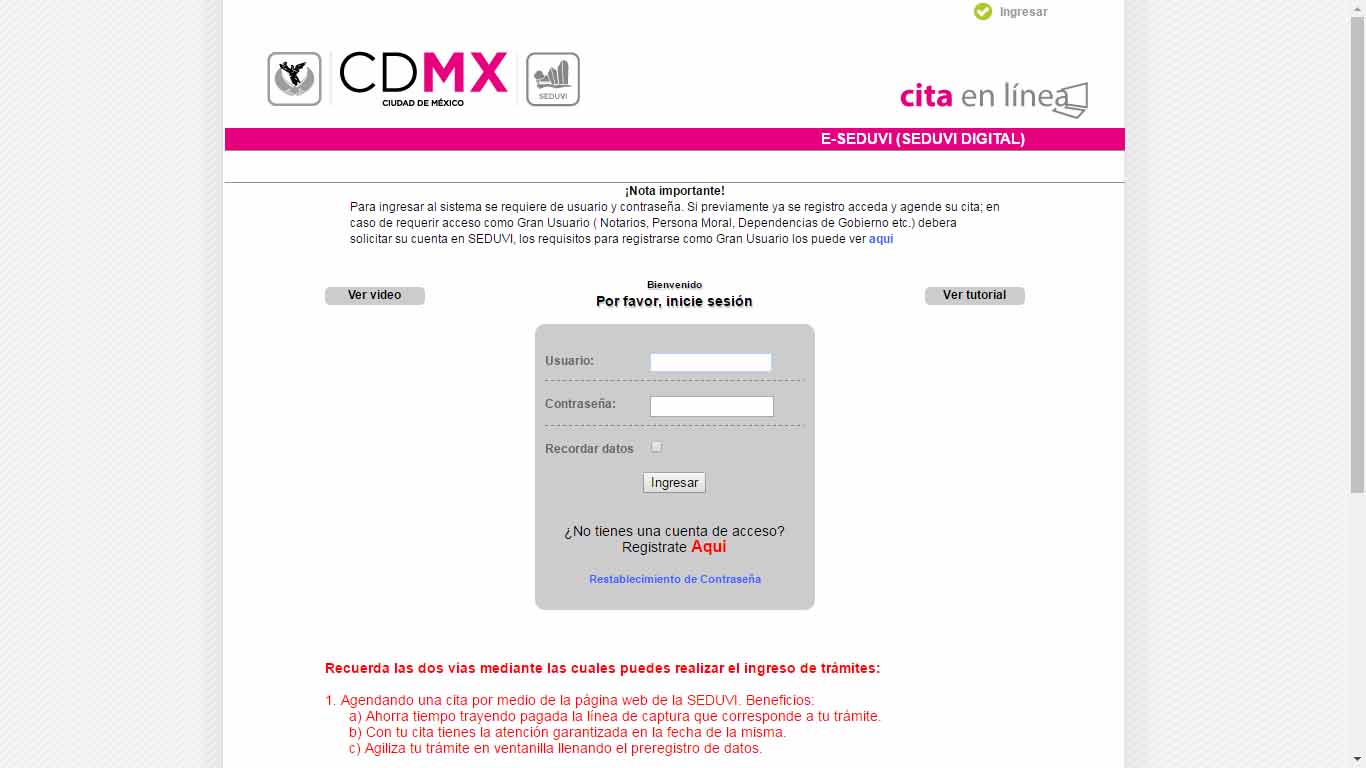 Ingresar
CDMX
CIUDAD DE MÉXICO
SEDUVI
cita en línea
E-SEDUVI (SEDUVI DIGITAL)
¡Nota importante!
Para ingresar al sistema se requiere de usuario y contraseña. Si previamente ya se registro acceda y agende su cita; en
caso de requerir acceso como Gran Usuario ( Notarios, Persona Moral, Dependencias de Gobierno etc.) debera
solicitar su cuenta en SEDUVI, los requisitos para registrarse como Gran Usuario los puede ver aqui
Ver video
Bienvenido
Por favor, inicie sesión
Ver tutorial
Usuario:
Contraseña:
Recordar datos
Ingresar
¿No tienes una cuenta de acceso?
Registrate Aqui
Restablecimiento de Contraseña
Recuerda las dos vias mediante las cuales puedes realizar el ingreso de trámites:
1. Agendando una cita por medio de la página web de la SEDUVI. Beneficios:
a) Ahorra tiempo trayendo pagada la línea de captura que corresponde a tu trámite.
b) Con tu cita tienes la atención garantizada en la fecha de la misma.
c) Agiliza tu trámite en ventanilla llenando el preregistro de datos.